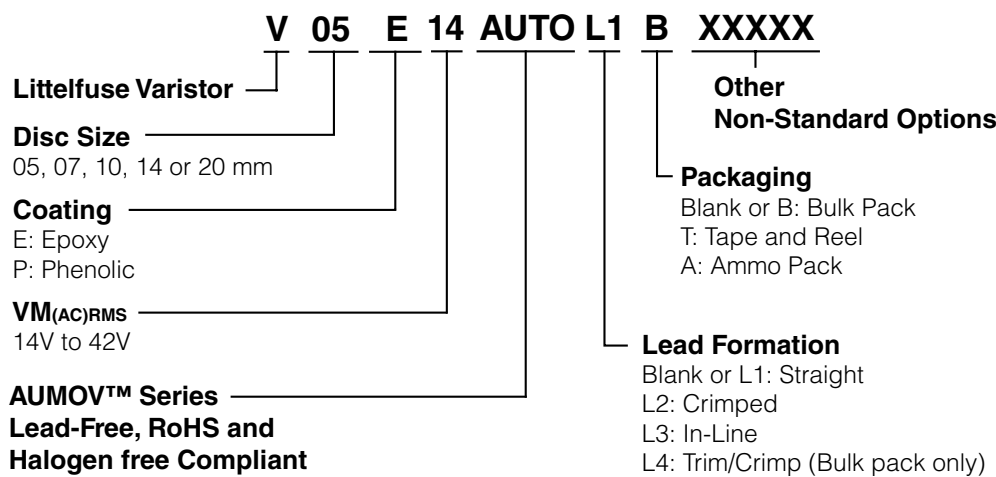 V 05 E 14 AUTO L1 B XXXXX
Littelfuse Varistor
Disc Size
05, 07, 10, 14 or 20 mm
Coating
E: Epoxy
P: Phenolic
VM(AC)RMS
14V to 42V
AUMOV™ Series
Lead-Free, RoHS and
Halogen free Compliant
Other
Non-Standard Options
Packaging
Blank or B: Bulk Pack
T: Tape and Reel
A: Ammo Pack
Lead Formation
Blank or L1: Straight
L2: Crimped
L3: In-Line
L4: Trim/Crimp (Bulk pack only)